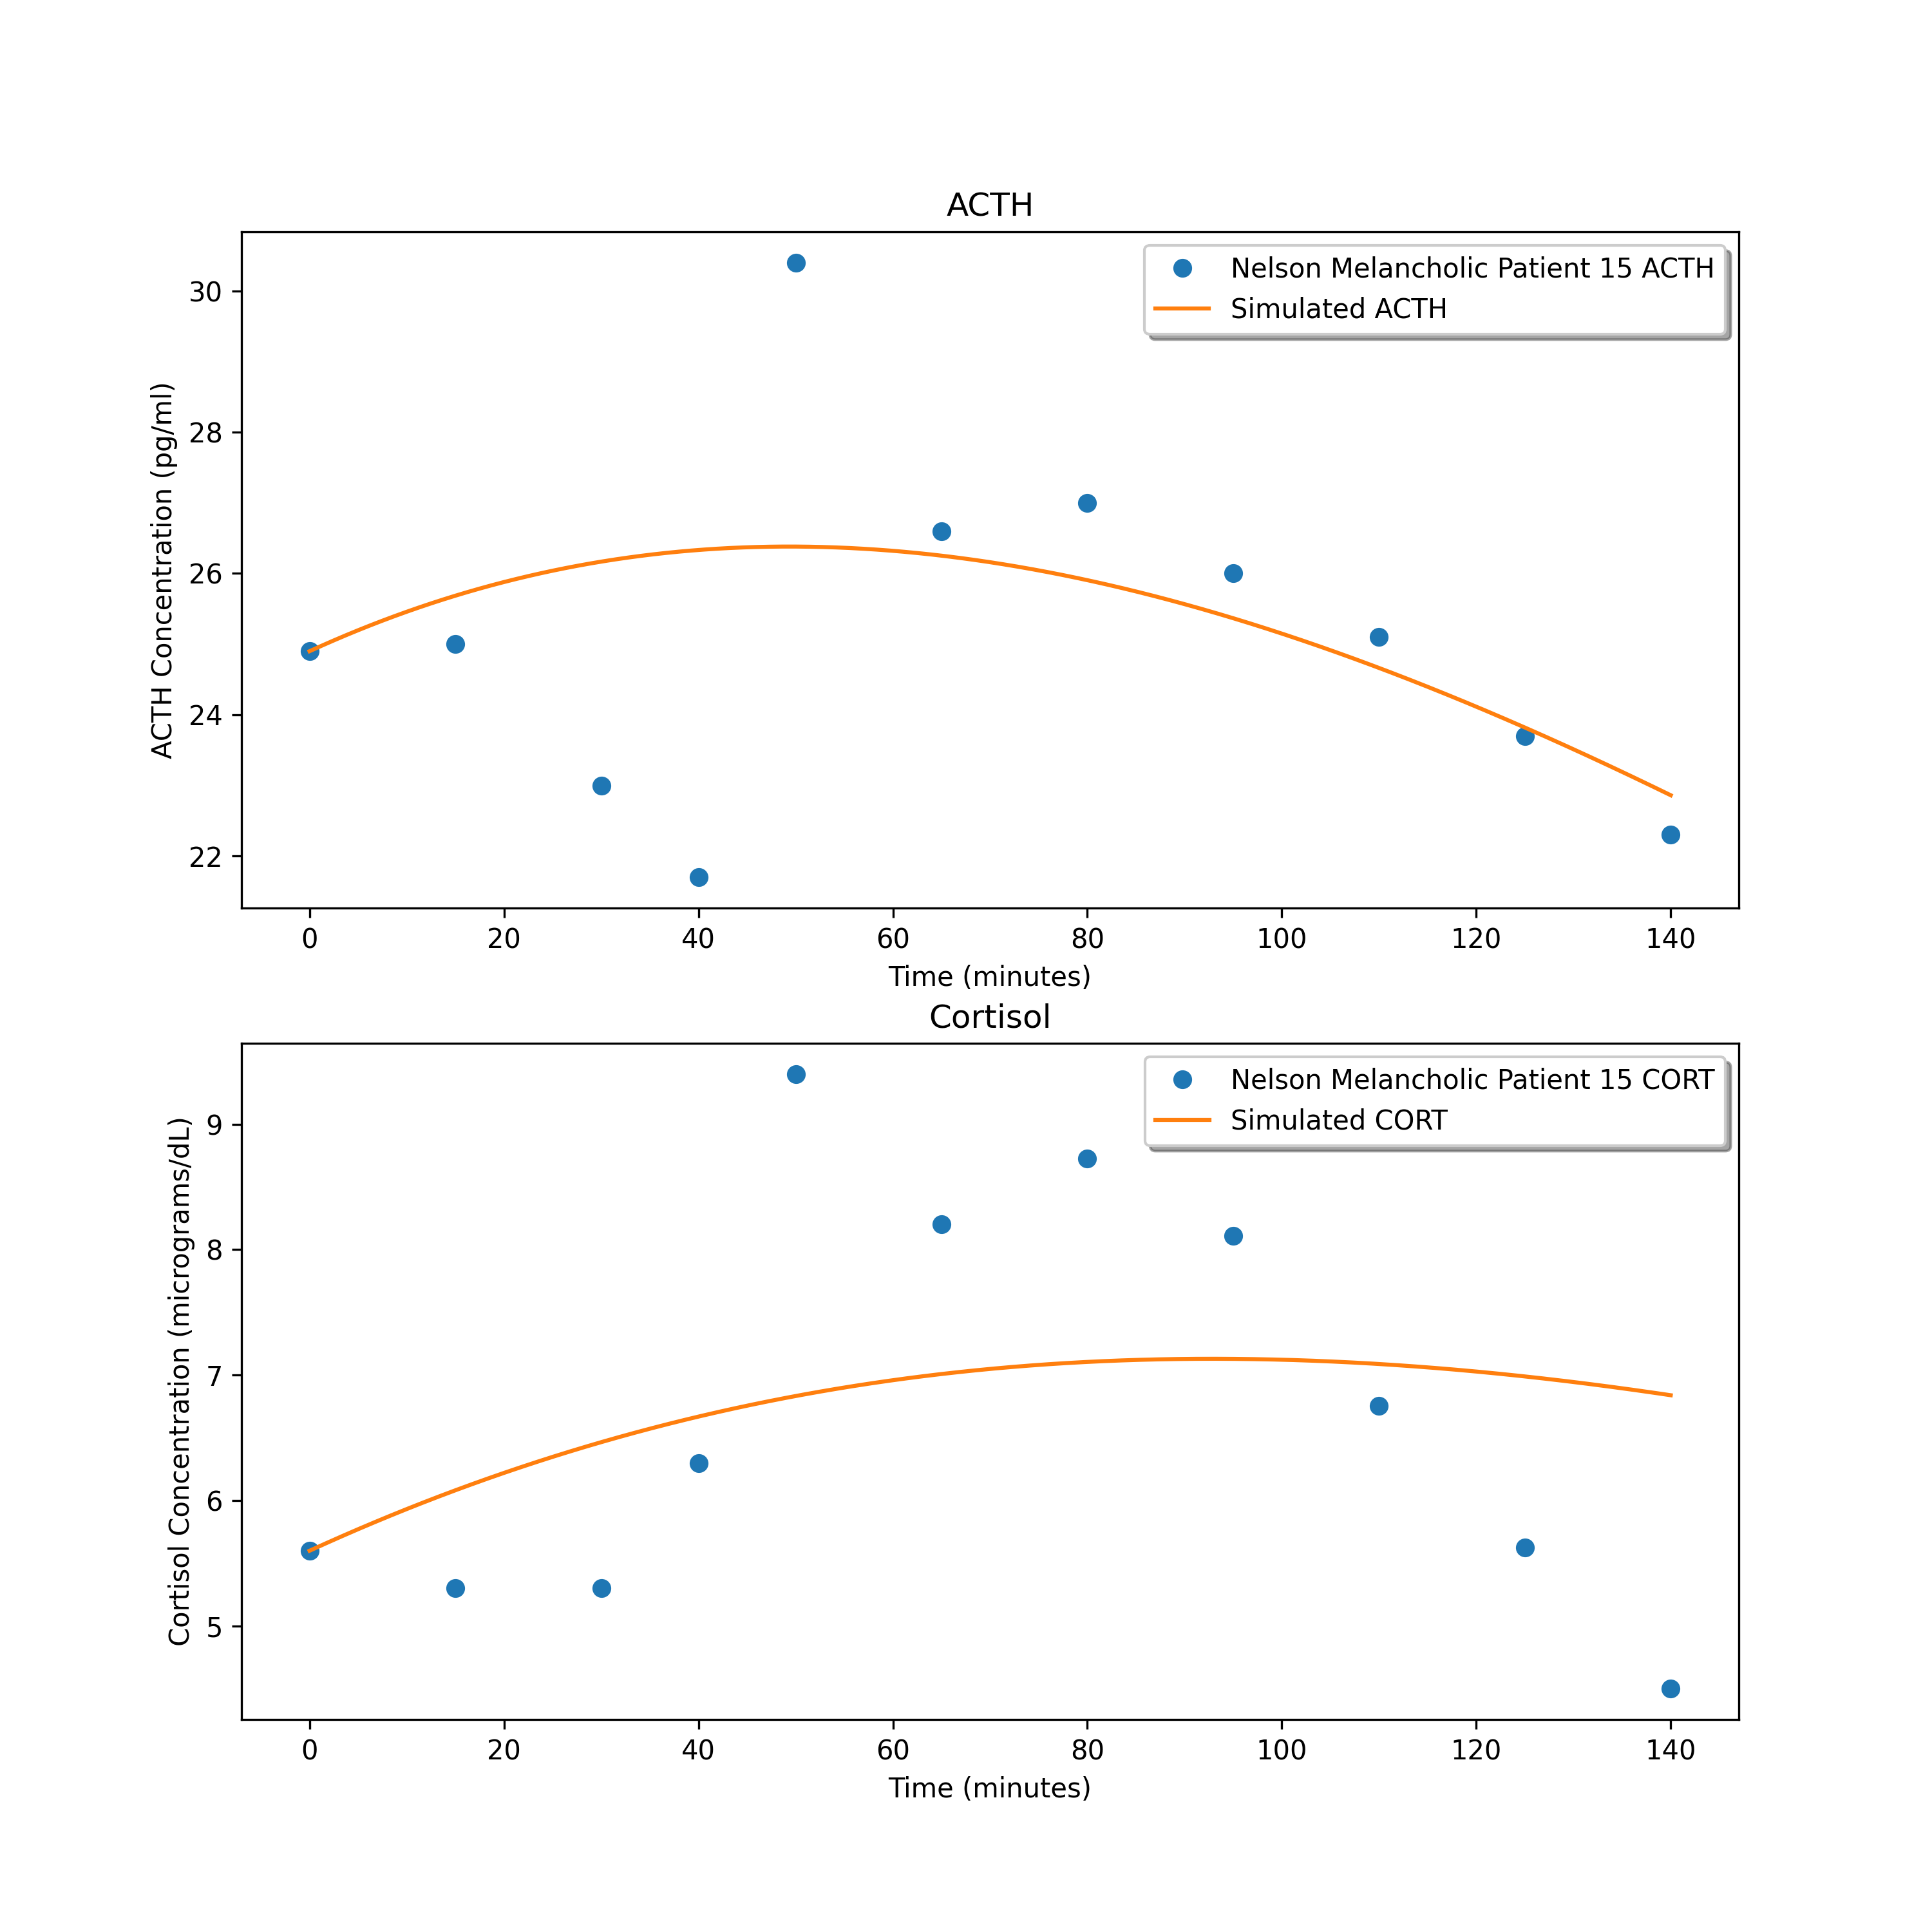 ACTH
Nelson Melancholic Patient 15 ACTH
Simulated ACTH
ACTH Concentration (pg/ml)
30
28
26
24
22
0 20 40 60 80 100 120 140
Time (minutes)
Cortisol
Nelson Melancholic Patient 15 CORT
Simulated CORT
Cortisol Concentration (micrograms/dL)
9
8
7
6
5
0 20 40 60 80 100 120 140
Time (minutes)